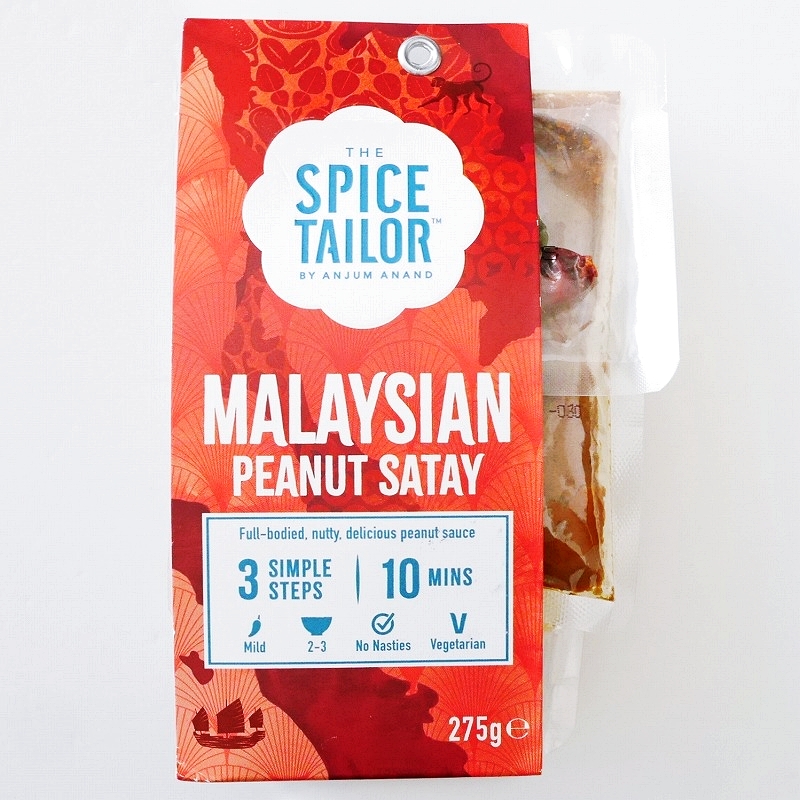 THE
SPICE
TAILOR™
BY ANJUM ANAND
MALAYSIAN
PEANUT SATAY
Full-bodied, nutty, delicious peanut sauce
3 SIMPLE STEPS
10 MINS
Mild
2-3
No Nasties
V
Vegetarian
275g ℮
-030